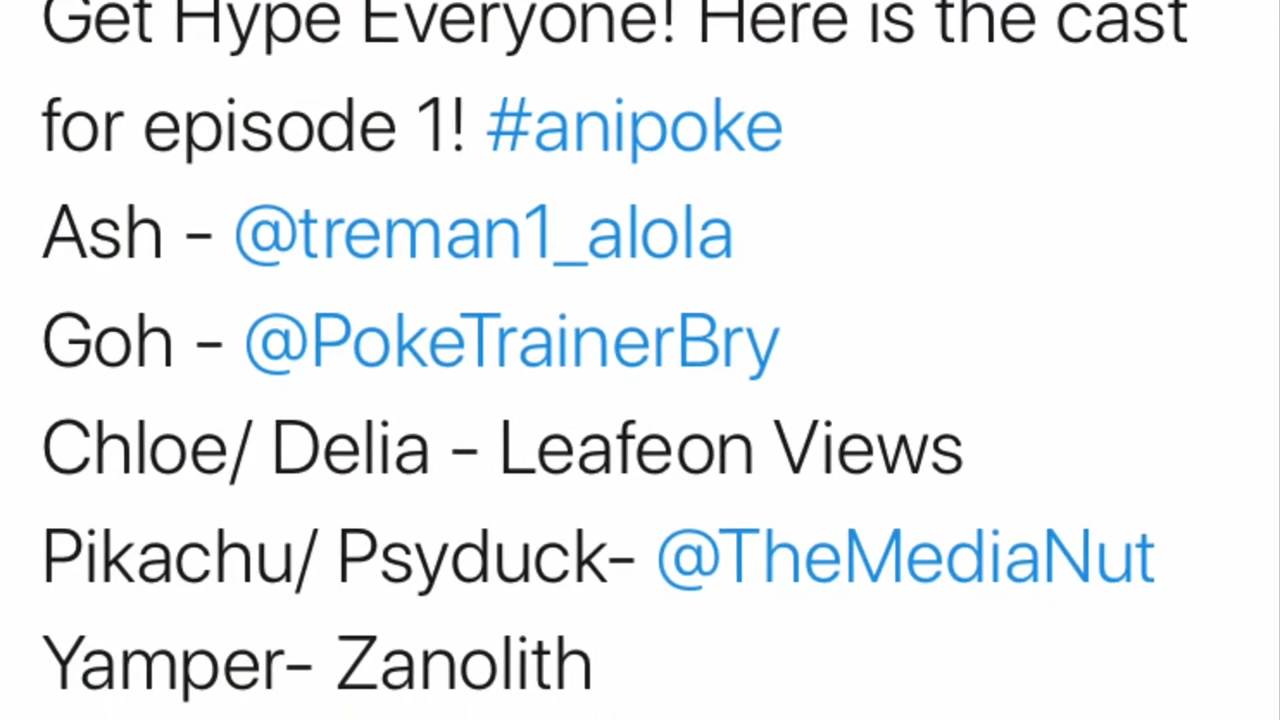 Get Hype Everyone! Here is the cast
for episode 1! #anipoke
Ash - @treman1_alola
Goh - @PokeTrainerBry
Chloe/ Delia - Leafeon Views
Pikachu/ Psyduck- @TheMediaNut
Yamper- Zanolith